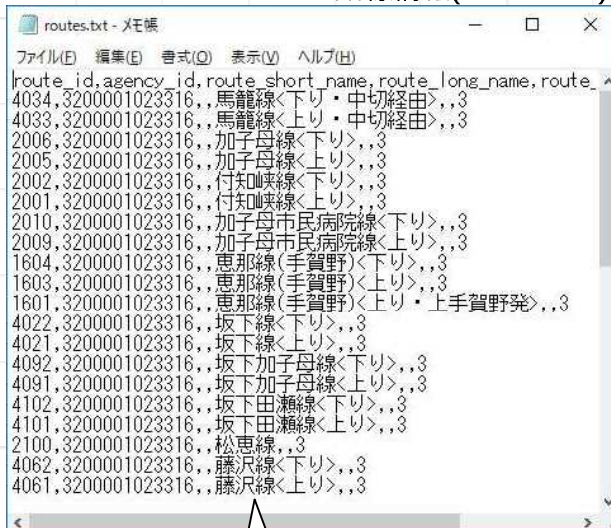 routes.txt - メモ帳
ファイル(F) 編集(E) 書式(O) 表示(V) ヘルプ(H)
route_id,agency_id,route_short_name,route_long_name,route_
4034,3200001023316,,馬籠線<下り・中切経由>,,3
4033,3200001023316,,馬籠線<上り・中切経由>,,3
2006,3200001023316,,加子母線<下り>,,3
2005,3200001023316,,加子母線<上り>,,3
2002,3200001023316,,付知峡線<下り>,,3
2001,3200001023316,,付知峡線<上り>,,3
2010,3200001023316,,加子母市民病院線<下り>,,3
2009,3200001023316,,加子母市民病院線<上り>,,3
1604,3200001023316,,恵那線(手賀野)<下り>,,3
1603,3200001023316,,恵那線(手賀野)<上り>,,3
1601,3200001023316,,恵那線(手賀野)<上り・上手賀野発>,,3
4022,3200001023316,,坂下線<下り>,,3
4021,3200001023316,,坂下線<上り>,,3
4092,3200001023316,,坂下加子母線<下り>,,3
4091,3200001023316,,坂下加子母線<上り>,,3
4102,3200001023316,,坂下田瀬線<下り>,,3
4101,3200001023316,,坂下田瀬線<上り>,,3
2100,3200001023316,,松恵線,,3
4062,3200001023316,,藤沢線<下り>,,3
4061,3200001023316,,藤沢線<上り>,,3